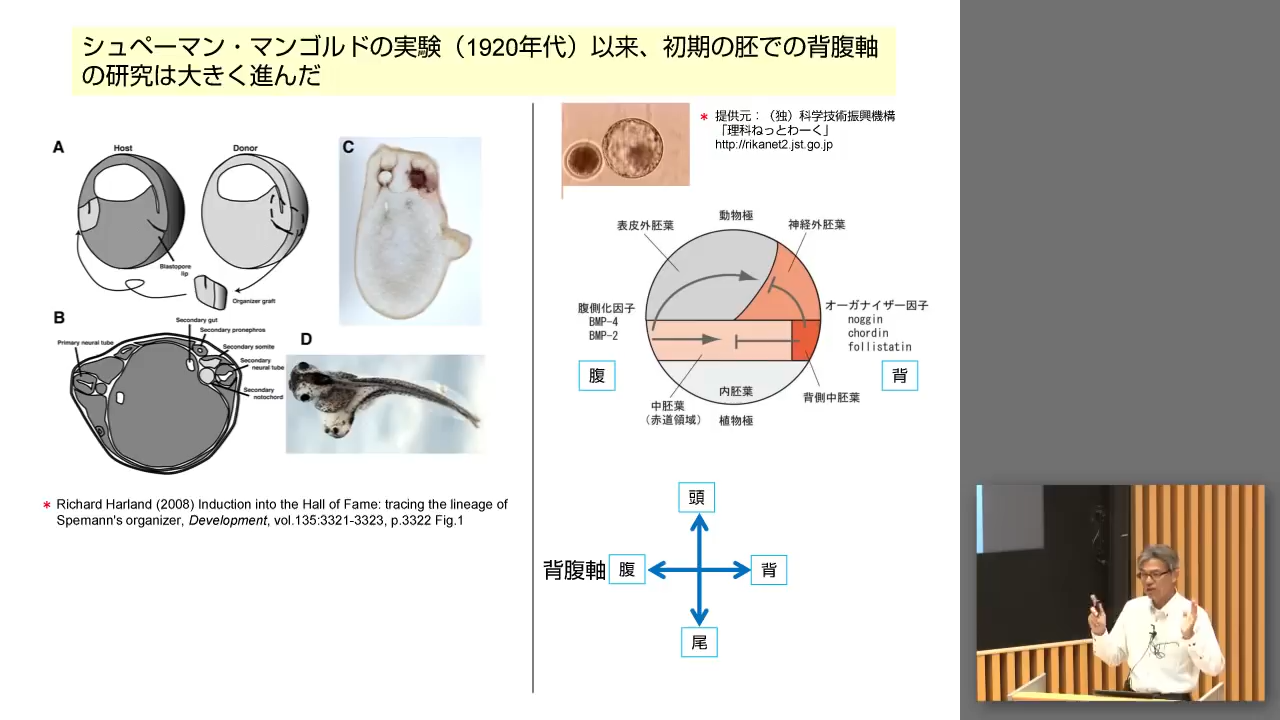 シュペーマン・マンゴルドの実験（1920年代）以来、初期の胚での背腹軸
の研究は大きく進んだ
A
Host
Donor
Blastopore
lip
Organizer graft
B
Secondary gut
Secondary pronephros
Primary neural tube
Secondary somite
Secondary
neural tube
Secondary
notochord
C
D
* Richard Harland (2008) Induction into the Hall of Fame: tracing the lineage of
Spemann's organizer, Development, vol.135:3321-3323, p.3322 Fig.1
* 提供元：（独）科学技術振興機構
「理科ねっとわーく」
http://rikanet2.jst.go.jp
動物極
表皮外胚葉
神経外胚葉
腹側化因子
BMP-4
BMP-2
オーガナイザー因子
noggin
chordin
follistatin
腹
背
内胚葉
中胚葉
（赤道領域）
植物極
背側中胚葉
頭
背腹軸
腹
背
尾